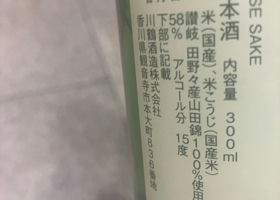 SE SAKE
本酒 内容量 300ml
米(国産)、米こうじ(国産米)
讃岐 田野々産山田錦100%使用
58% アルコール分 15度
下部に記載
川鶴酒造株式会社
香川県観音寺市本大町836番地